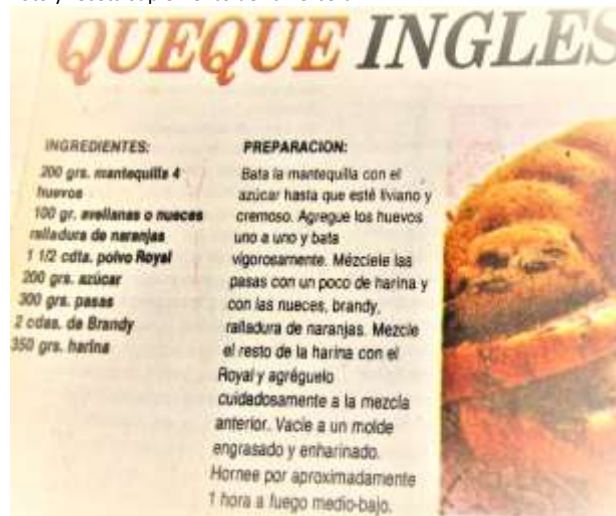 QUEQUE INGLES
INGREDIENTES:
200 grs. mantequilla 4
huevos
100 gr. avellanas o nueces
ralladura de naranjas
1 1/2 cdta. polvo Royal
200 grs. azúcar
300 grs. pasas
2 cdas. de Brandy
350 grs. harina
PREPARACION:
Bata la mantequilla con el
azúcar hasta que esté liviano y
cremoso. Agregue los huevos
uno a uno y bata
vigorosamente. Mézclele las
pasas con un poco de harina y
con las nueces, brandy,
ralladura de naranjas. Mezcle
el resto de la harina con el
Royal y agréguelo
cuidadosamente a la mezcla
anterior. Vacie a un molde
engrasado y enharinado.
Hornee por aproximadamente
1 hora a fuego medio-bajo.